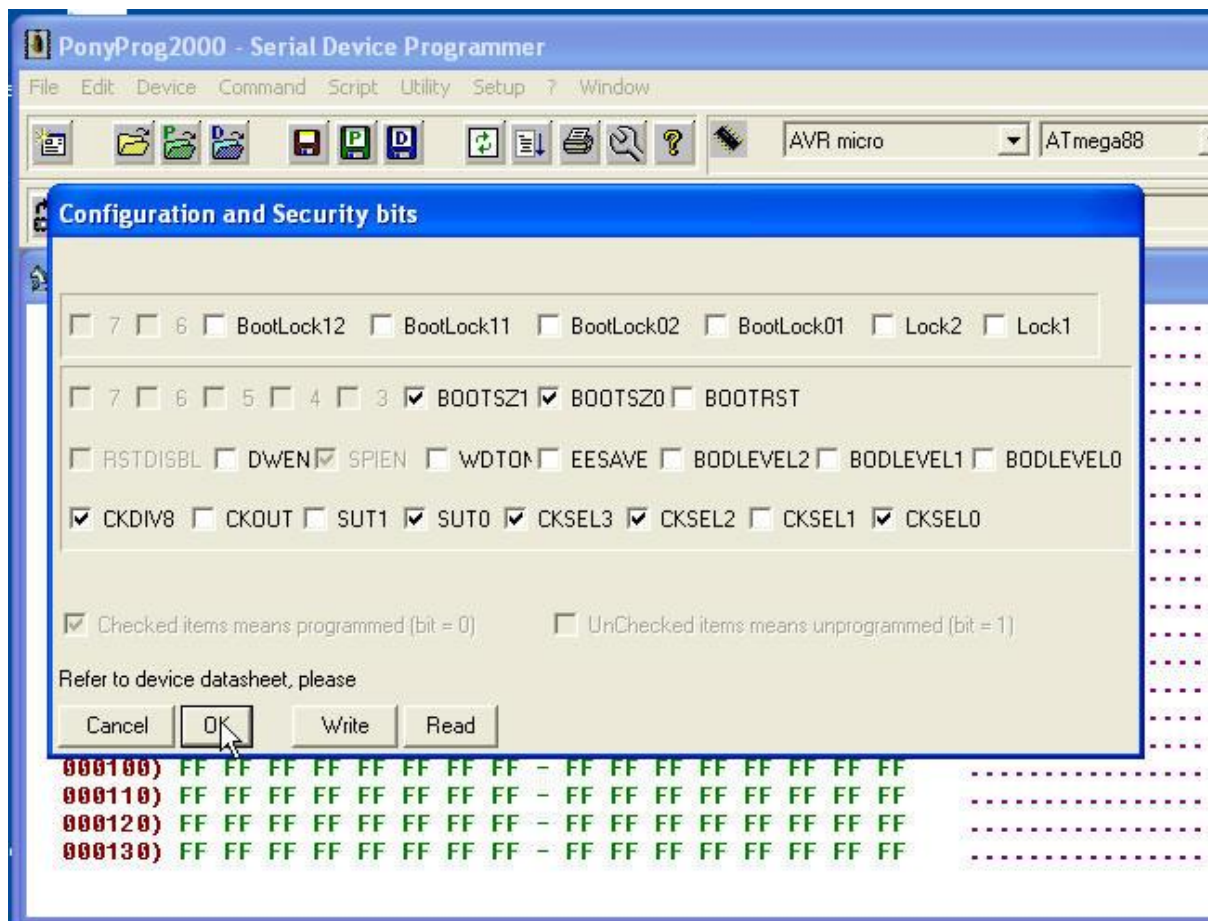 PonyProg2000 - Serial Device Programmer
File Edit Device Command Script Utility Setup ? Window
AVR micro ATmega88
Configuration and Security bits
7 6 BootLock12 BootLock11 BootLock02 BootLock01 Lock2 Lock1
7 6 5 4 3 BOOTSZ1 BOOTSZ0 BOOTRST
RSTDISBL DWEN SPIEN WDTON EESAVE BODLEVEL2 BODLEVEL1 BODLEVEL0
CKDIV8 CKOUT SUT1 SUT0 CKSEL3 CKSEL2 CKSEL1 CKSEL0
Checked items means programmed (bit = 0) UnChecked items means unprogrammed (bit = 1)
Refer to device datasheet, please
Cancel OK Write Read
000100) FF FF FF FF FF FF FF FF - FF FF FF FF FF FF FF FF ................
000110) FF FF FF FF FF FF FF FF - FF FF FF FF FF FF FF FF ................
000120) FF FF FF FF FF FF FF FF - FF FF FF FF FF FF FF FF ................
000130) FF FF FF FF FF FF FF FF - FF FF FF FF FF FF FF FF ................